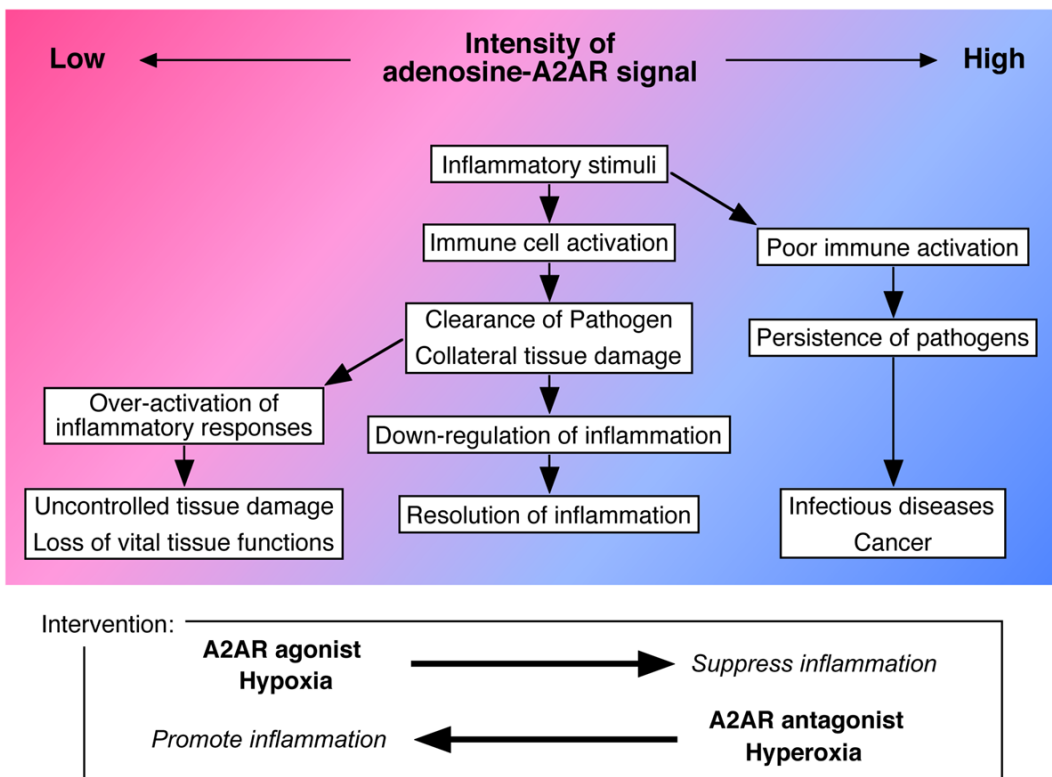 Low
Intensity of
adenosine-A2AR signal
High
Inflammatory stimuli
Immune cell activation
Poor immune activation
Clearance of Pathogen
Collateral tissue damage
Persistence of pathogens
Over-activation of
inflammatory responses
Down-regulation of inflammation
Uncontrolled tissue damage
Loss of vital tissue functions
Resolution of inflammation
Infectious diseases
Cancer
Intervention:
A2AR agonist
Hypoxia
Suppress inflammation
Promote inflammation
A2AR antagonist
Hyperoxia